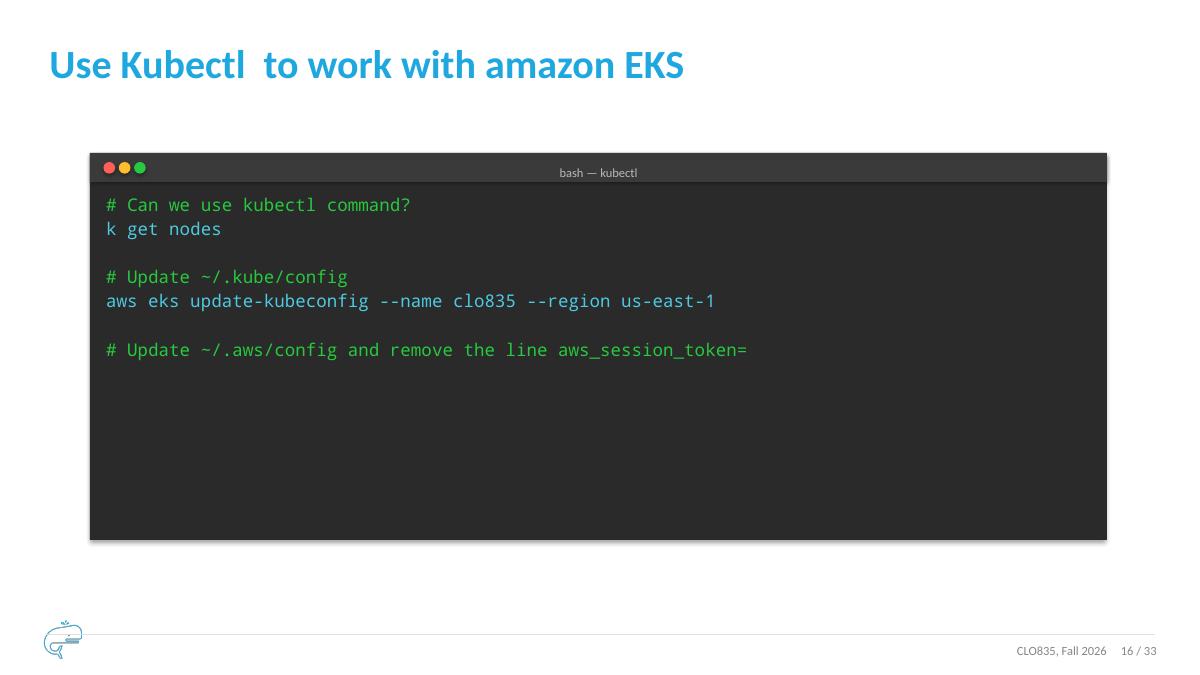 Use Kubectl  to work with amazon EKS
bash — kubectl
# Can we use kubectl command?
k get nodes
# Update ~/.kube/config
aws eks update-kubeconfig --name clo835 --region us-east-1
# Update ~/.aws/config and remove the line aws_session_token=
CLO835, Fall 2026 16 / 33